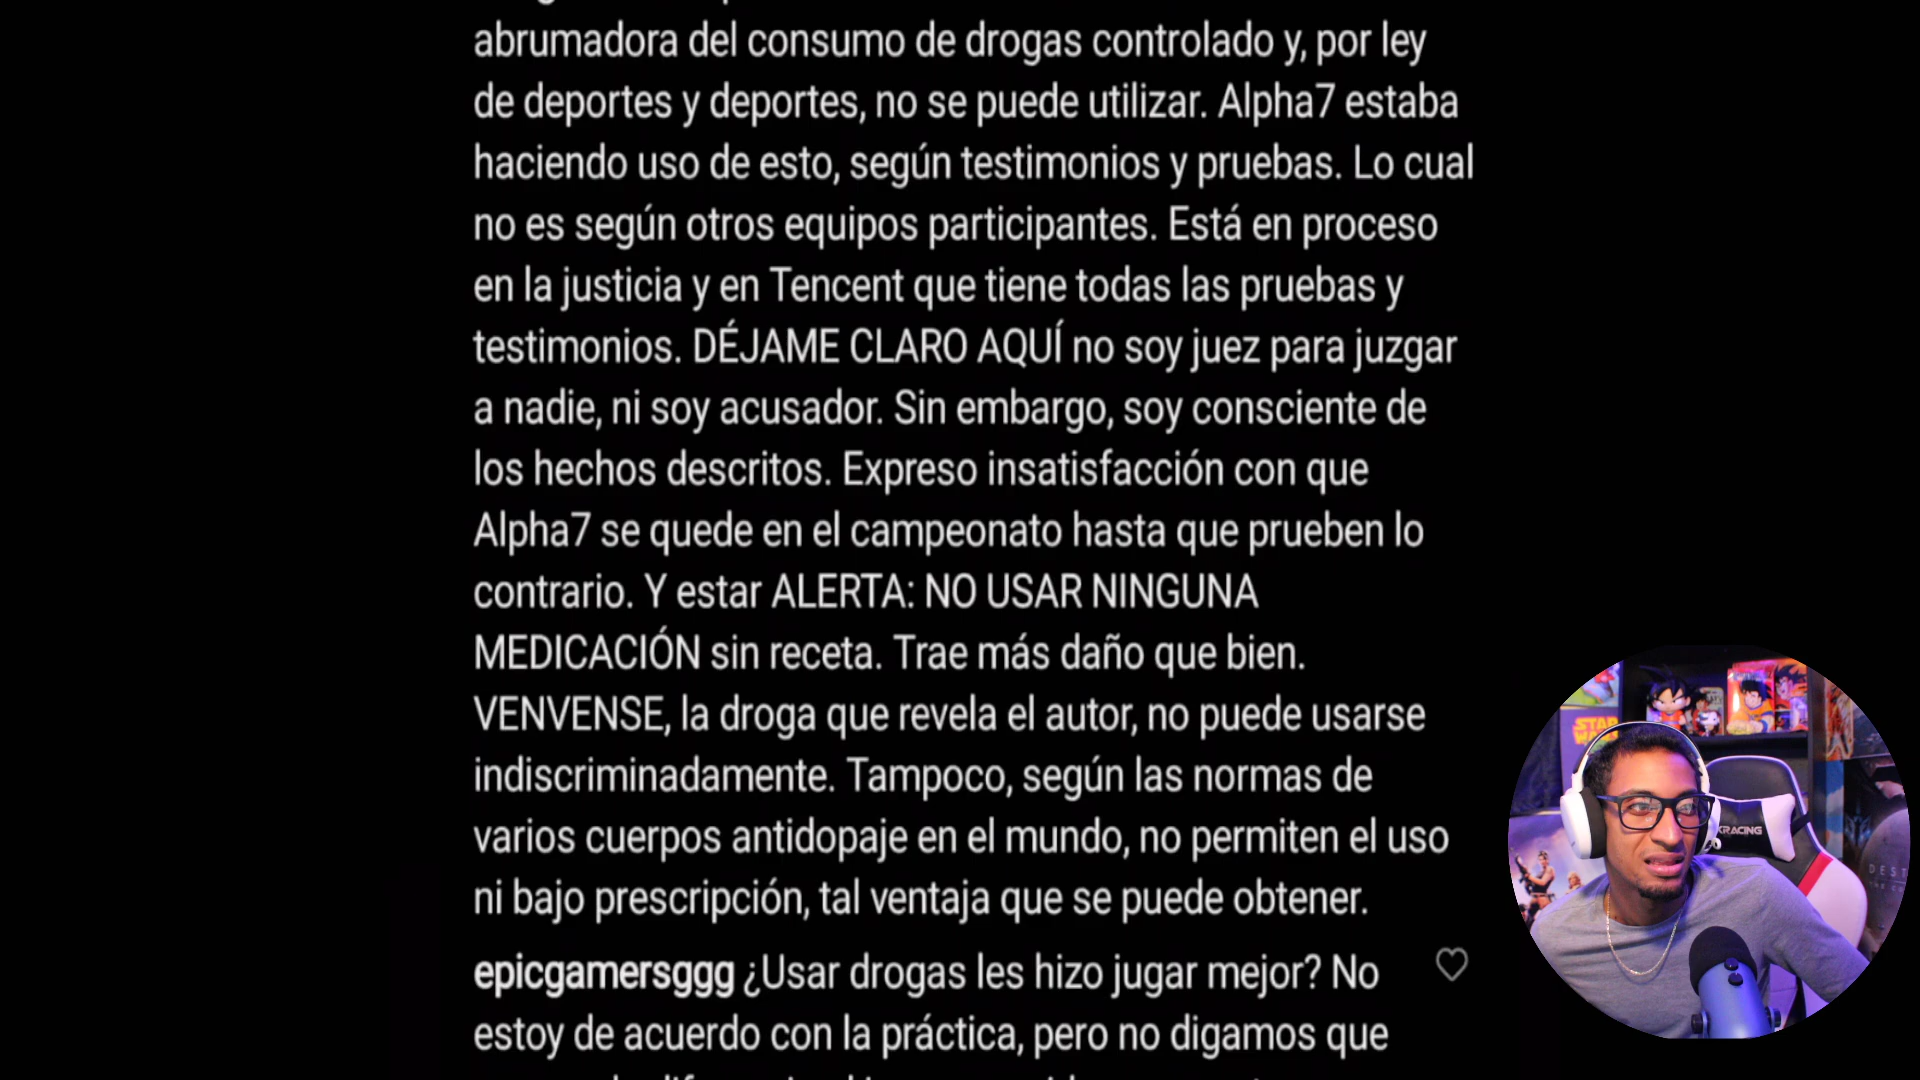 abrumadora del consumo de drogas controlado y, por ley
de deportes y deportes, no se puede utilizar. Alpha7 estaba
haciendo uso de esto, según testimonios y pruebas. Lo cual
no es según otros equipos participantes. Está en proceso
en la justicia y en Tencent que tiene todas las pruebas y
testimonios. DÉJAME CLARO AQUÍ no soy juez para juzgar
a nadie, ni soy acusador. Sin embargo, soy consciente de
los hechos descritos. Expreso insatisfacción con que
Alpha7 se quede en el campeonato hasta que prueben lo
contrario. Y estar ALERTA: NO USAR NINGUNA
MEDICACIÓN sin receta. Trae más daño que bien.
VENVENSE, la droga que revela el autor, no puede usarse
indiscriminadamente. Tampoco, según las normas de
varios cuerpos antidopaje en el mundo, no permiten el uso
ni bajo prescripción, tal ventaja que se puede obtener.
epicgamersggg ¿Usar drogas les hizo jugar mejor? No
estoy de acuerdo con la práctica, pero no digamos que
STAR
WARS
RACING
DEST